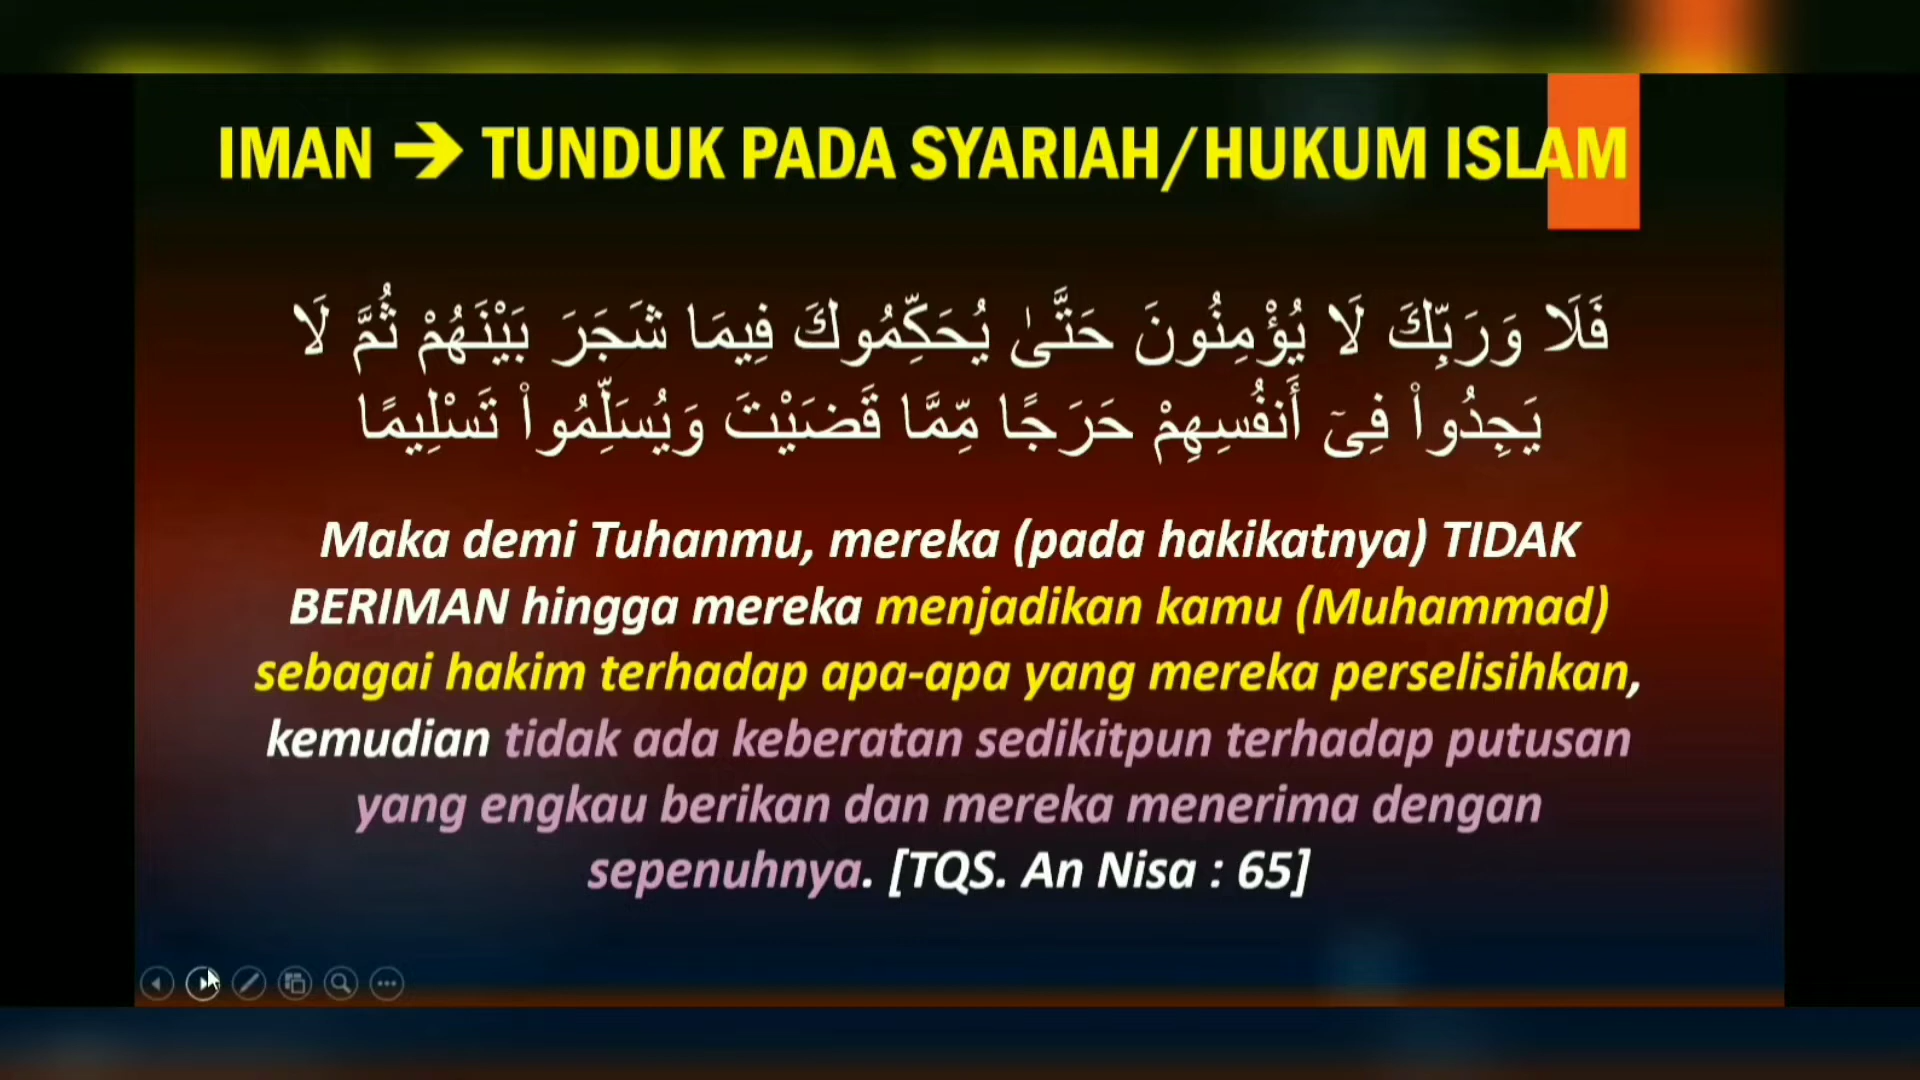 IMAN → TUNDUK PADA SYARIAH/HUKUM ISLAM
فَلَا وَرَبِّكَ لَا يُؤْمِنُونَ حَتَّىٰ يُحَكِّمُوكَ فِيمَا شَجَرَ بَيْنَهُمْ ثُمَّ لَا
يَجِدُوا۟ فِىٓ أَنفُسِهِمْ حَرَجًا مِّمَّا قَضَيْتَ وَيُسَلِّمُوا۟ تَسْلِيمًا
Maka demi Tuhanmu, mereka (pada hakikatnya) TIDAK
BERIMAN hingga mereka menjadikan kamu (Muhammad)
sebagai hakim terhadap apa-apa yang mereka perselisihkan,
kemudian tidak ada keberatan sedikitpun terhadap putusan
yang engkau berikan dan mereka menerima dengan
sepenuhnya. [TQS. An Nisa : 65]